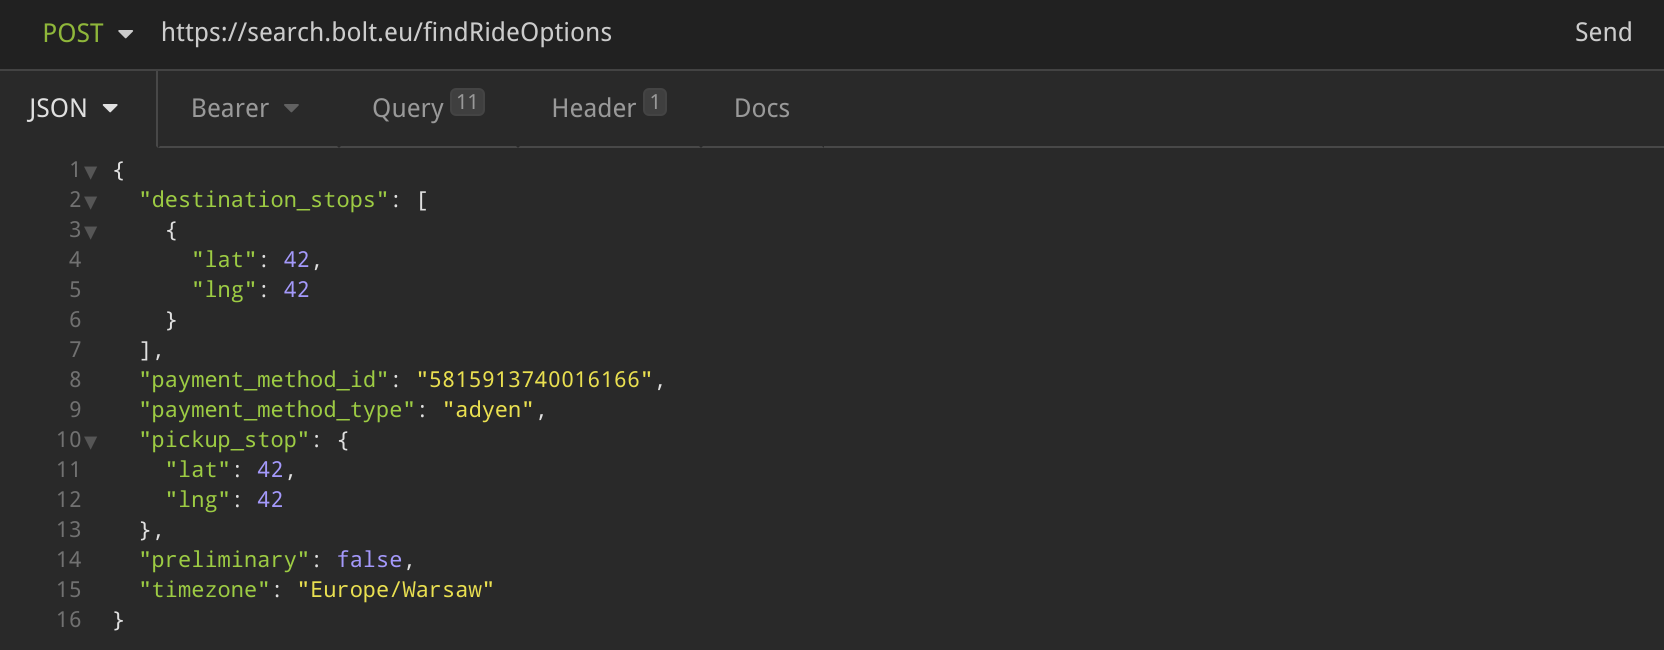 POST https://search.bolt.eu/findRideOptions Send
JSON Bearer Query 11 Header 1 Docs
1 {
2 "destination_stops": [
3 {
4 "lat": 42,
5 "lng": 42
6 }
7 ],
8 "payment_method_id": "5815913740016166",
9 "payment_method_type": "adyen",
10 "pickup_stop": {
11 "lat": 42,
12 "lng": 42
13 },
14 "preliminary": false,
15 "timezone": "Europe/Warsaw"
16 }